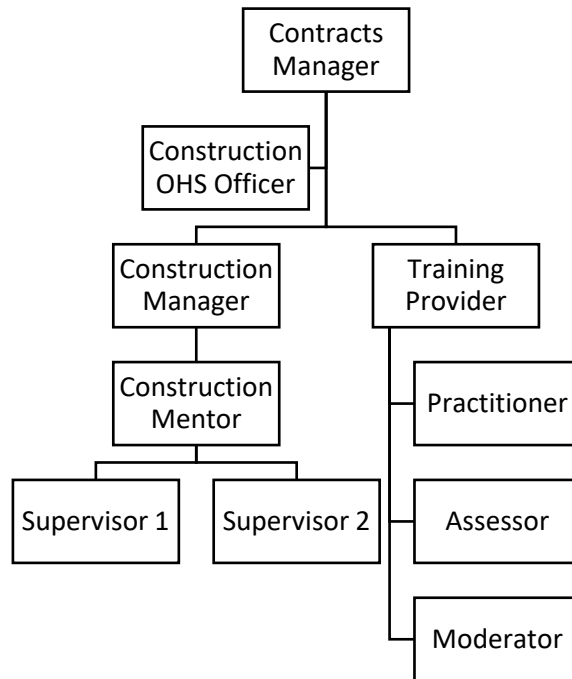 Contracts
Manager
Construction
OHS Officer
Construction
Manager
Training
Provider
Construction
Mentor
Practitioner
Supervisor 1
Supervisor 2
Assessor
Moderator